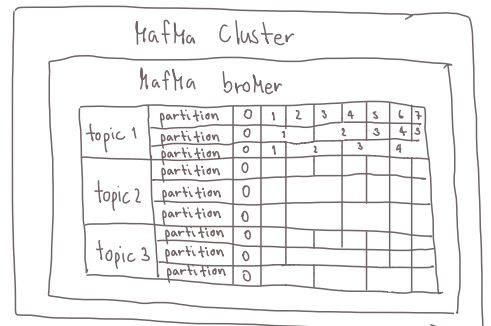 Kafka Cluster
Kafka broker
topic 1
partition 0 1 2 3 4 5 6 7
partition 0 1 2 3 4 5
partition 0 1 2 3 4
topic 2
partition 0
partition 0
partition 0
topic 3
partition 0
partition 0
partition 0